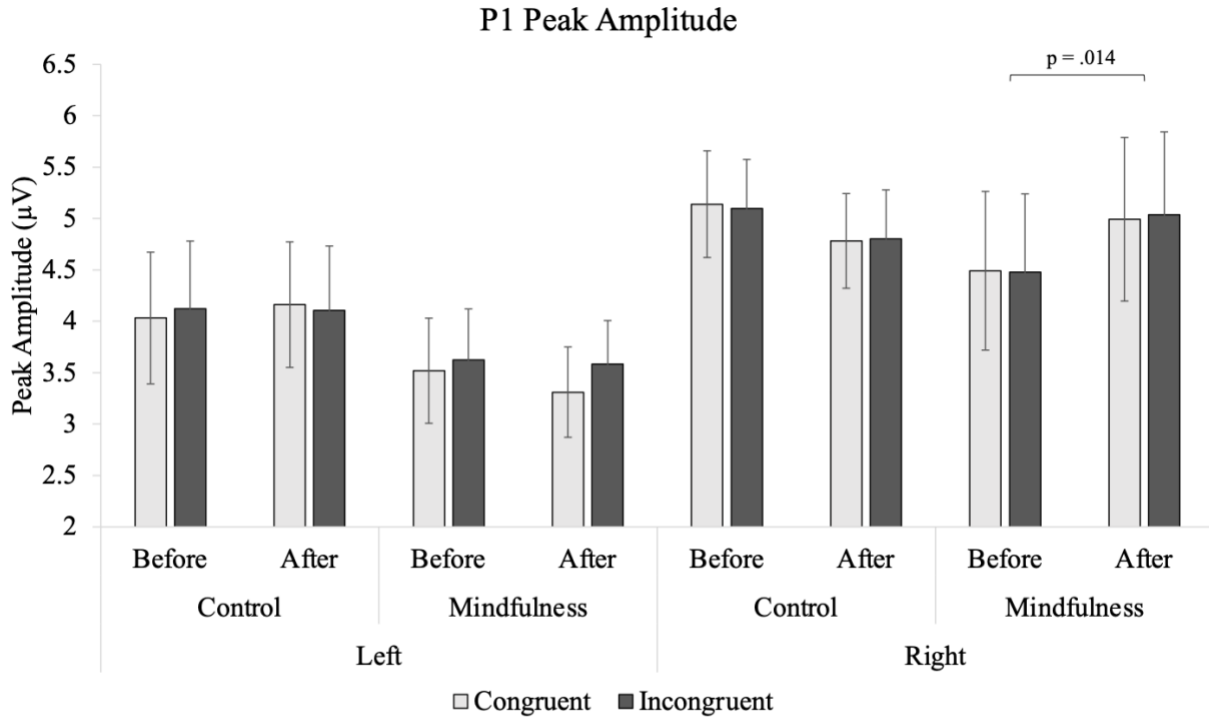 P1 Peak Amplitude
p = .014
Peak Amplitude (µV)
6.5
6
5.5
5
4.5
4
3.5
3
2.5
2
Before After Before After Before After Before After
Control Mindfulness Control Mindfulness
Left Right
Congruent Incongruent